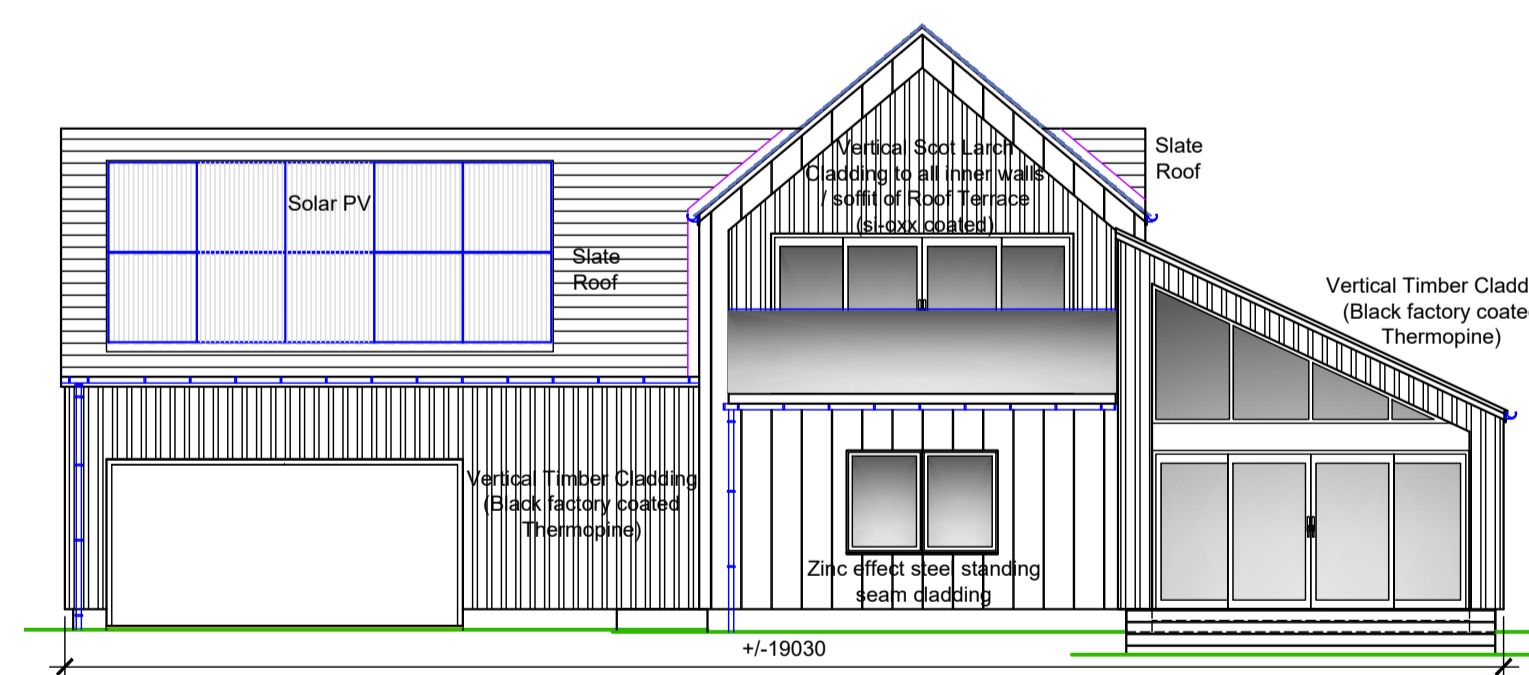 Vertical Scot Larch
Cladding to all inner walls
/ soffit of Roof Terrace
(si-oxx coated)
Slate
Roof
Solar PV
Slate
Roof
Vertical Timber Cladd
(Black factory coate
Thermopine)
Vertical Timber Cladding
(Black factory coated
Thermopine)
Zinc effect steel standing
seam cladding
+/-19030